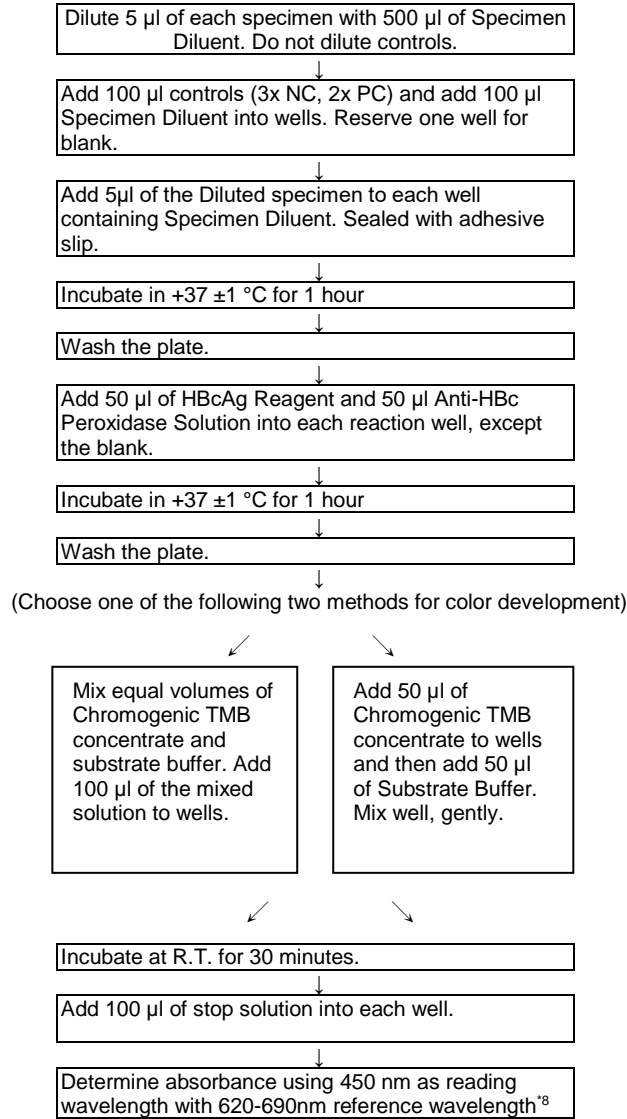 Dilute 5 µl of each specimen with 500 µl of Specimen
Diluent. Do not dilute controls.
↓
Add 100 µl controls (3x NC, 2x PC) and add 100 µl
Specimen Diluent into wells. Reserve one well for
blank.
↓
Add 5µl of the Diluted specimen to each well
containing Specimen Diluent. Sealed with adhesive
slip.
↓
Incubate in +37 ±1 °C for 1 hour
↓
Wash the plate.
↓
Add 50 µl of HBcAg Reagent and 50 µl Anti-HBc
Peroxidase Solution into each reaction well, except
the blank.
↓
Incubate in +37 ±1 °C for 1 hour
↓
Wash the plate.
↓
(Choose one of the following two methods for color development)
↙ ↘
Mix equal volumes of
Chromogenic TMB
concentrate and
substrate buffer. Add
100 µl of the mixed
solution to wells.
Add 50 µl of
Chromogenic TMB
concentrate to wells
and then add 50 µl
of Substrate Buffer.
Mix well, gently.
↙ ↘
Incubate at R.T. for 30 minutes.
↓
Add 100 µl of stop solution into each well.
↓
Determine absorbance using 450 nm as reading
wavelength with 620-690nm reference wavelength*8